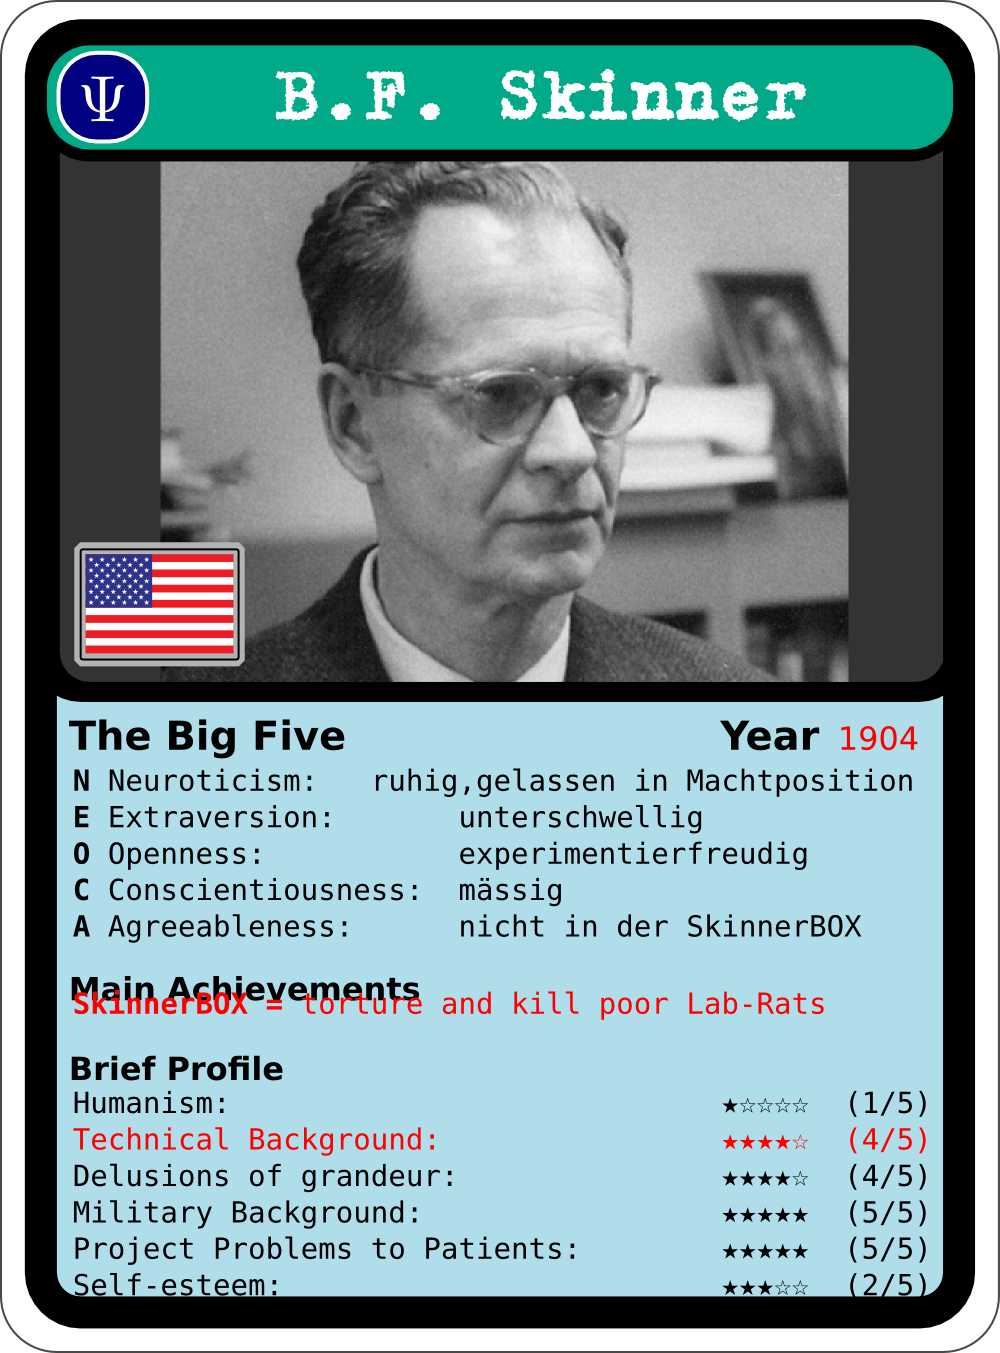 Ψ B.F. Skinner
The Big Five Year 1904
N Neuroticism: ruhig,gelassen in Machtposition
E Extraversion: unterschwellig
O Openness: experimentierfreudig
C Conscientiousness: mässig
A Agreeableness: nicht in der SkinnerBOX
Main Achievements
SkinnerBOX = torture and kill poor Lab-Rats
Brief Profile
Humanism: ★☆☆☆☆ (1/5)
Technical Background: ★★★★☆ (4/5)
Delusions of grandeur: ★★★★☆ (4/5)
Military Background: ★★★★★ (5/5)
Project Problems to Patients: ★★★★★ (5/5)
Self-esteem: ★★★☆☆ (2/5)